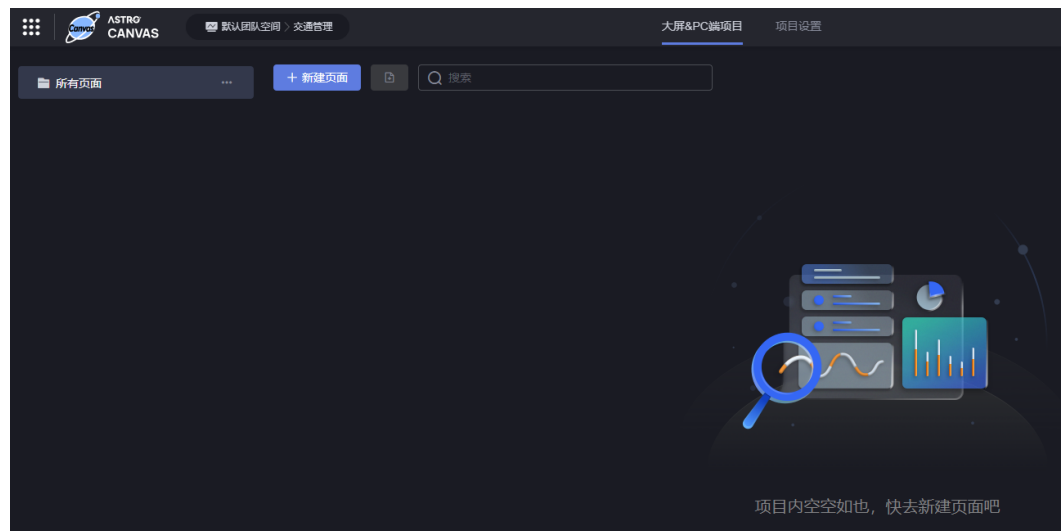 Canvas
ASTRO
CANVAS
默认团队空间 > 交通管理
大屏&PC端项目
项目设置
所有页面
...
+ 新建页面
搜索
项目内空空如也，快去新建页面吧